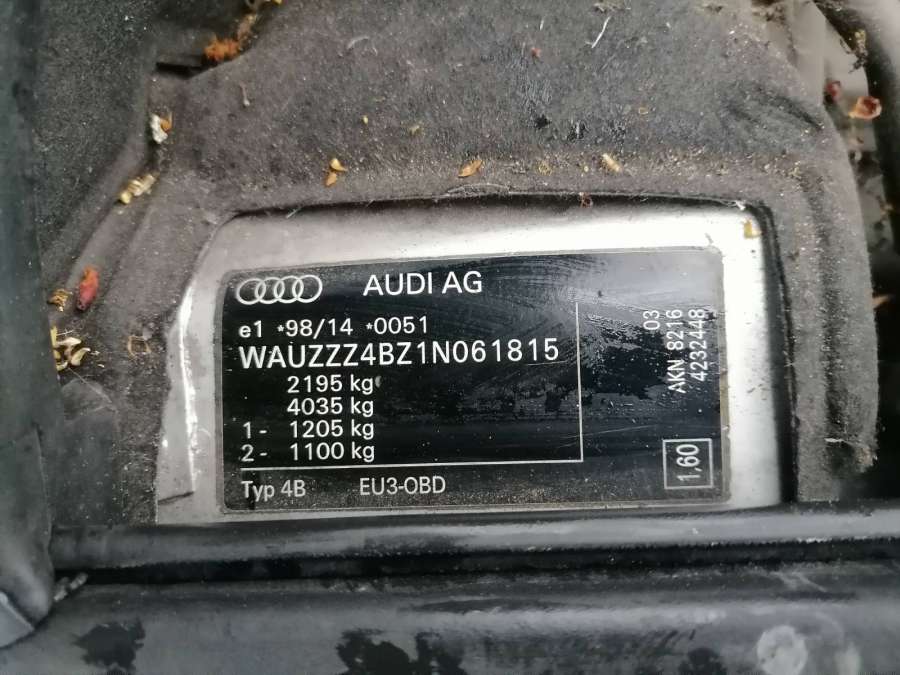 AUDI AG
e1 *98/14 *0051
WAUZZZ4BZ1N061815
2195 kg
4035 kg
1- 1205 kg
2- 1100 kg
Typ 4B EU3-OBD
03
AKN 8216
4232448
1,60